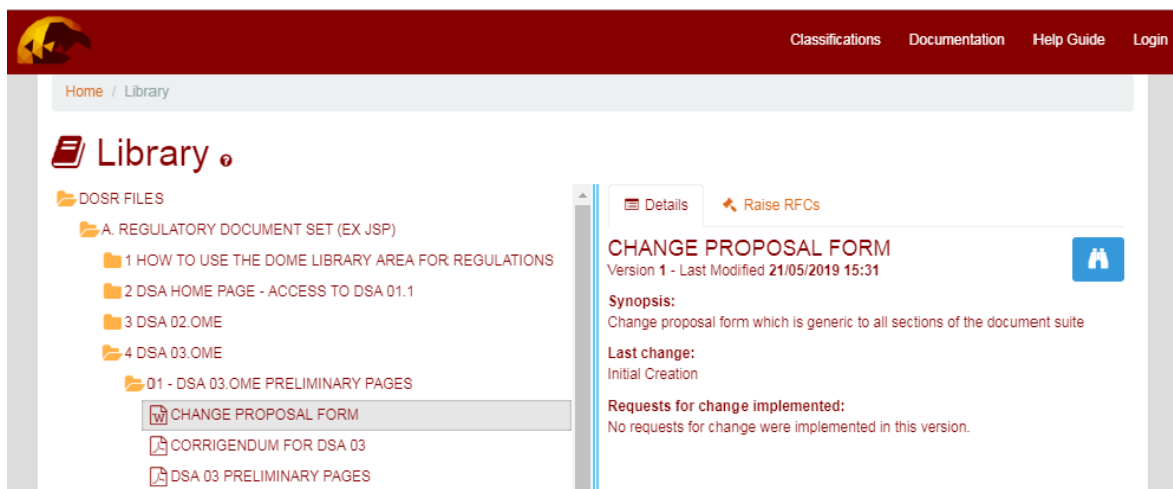 Classifications Documentation Help Guide Login
Home / Library
Library
DOSR FILES
A. REGULATORY DOCUMENT SET (EX JSP)
1 HOW TO USE THE DOME LIBRARY AREA FOR REGULATIONS
2 DSA HOME PAGE - ACCESS TO DSA 01.1
3 DSA 02.OME
4 DSA 03.OME
01 - DSA 03.OME PRELIMINARY PAGES
CHANGE PROPOSAL FORM
CORRIGENDUM FOR DSA 03
DSA 03 PRELIMINARY PAGES
Details Raise RFCs
CHANGE PROPOSAL FORM
Version 1 - Last Modified 21/05/2019 15:31
Synopsis:
Change proposal form which is generic to all sections of the document suite
Last change:
Initial Creation
Requests for change implemented:
No requests for change were implemented in this version.